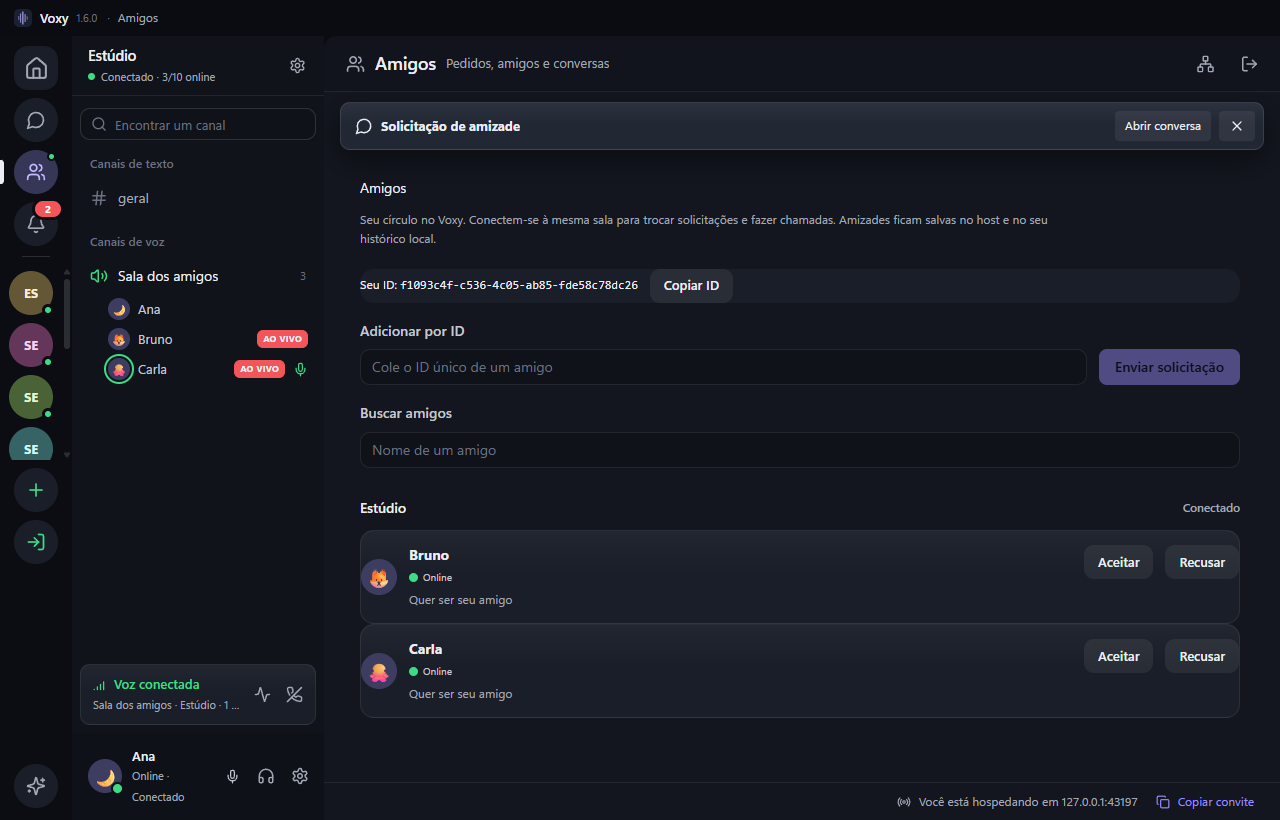 Voxy 1.6.0 · Amigos
Estúdio
Conectado · 3/10 online
Encontrar um canal
Canais de texto
geral
Canais de voz
Sala dos amigos 3
Ana
Bruno AO VIVO
Carla AO VIVO
2
ES
SE
SE
SE
Voz conectada
Sala dos amigos · Estúdio · 1 ...
Ana
Online ·
Conectado
Amigos Pedidos, amigos e conversas
Solicitação de amizade Abrir conversa
Amigos
Seu círculo no Voxy. Conectem-se à mesma sala para trocar solicitações e fazer chamadas. Amizades ficam salvas no host e no seu
histórico local.
Seu ID: f1093c4f-c536-4c05-ab85-fde58c78dc26 Copiar ID
Adicionar por ID
Cole o ID único de um amigo Enviar solicitação
Buscar amigos
Nome de um amigo
Estúdio Conectado
Bruno
Online
Quer ser seu amigo
Aceitar Recusar
Carla
Online
Quer ser seu amigo
Aceitar Recusar
Você está hospedando em 127.0.0.1:43197 Copiar convite